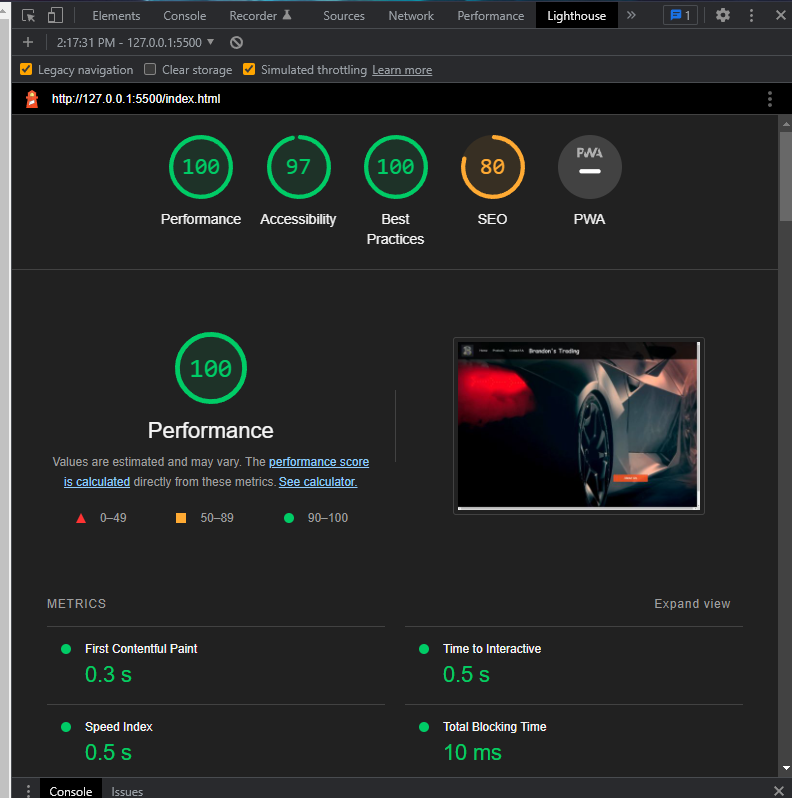 Elements Console Recorder Sources Network Performance Lighthouse » 1
2:17:31 PM - 127.0.0.1:5500
Legacy navigation Clear storage Simulated throttling Learn more
http://127.0.0.1:5500/index.html
100 97 100 80 PWA
Performance Accessibility Best Practices SEO PWA
100
Performance
Values are estimated and may vary. The performance score
is calculated directly from these metrics. See calculator.
0–49 50–89 90–100
Home Products Contact Us Brandon's Trading
METRICS Expand view
First Contentful Paint Time to Interactive
0.3 s 0.5 s
Speed Index Total Blocking Time
0.5 s 10 ms
Console Issues